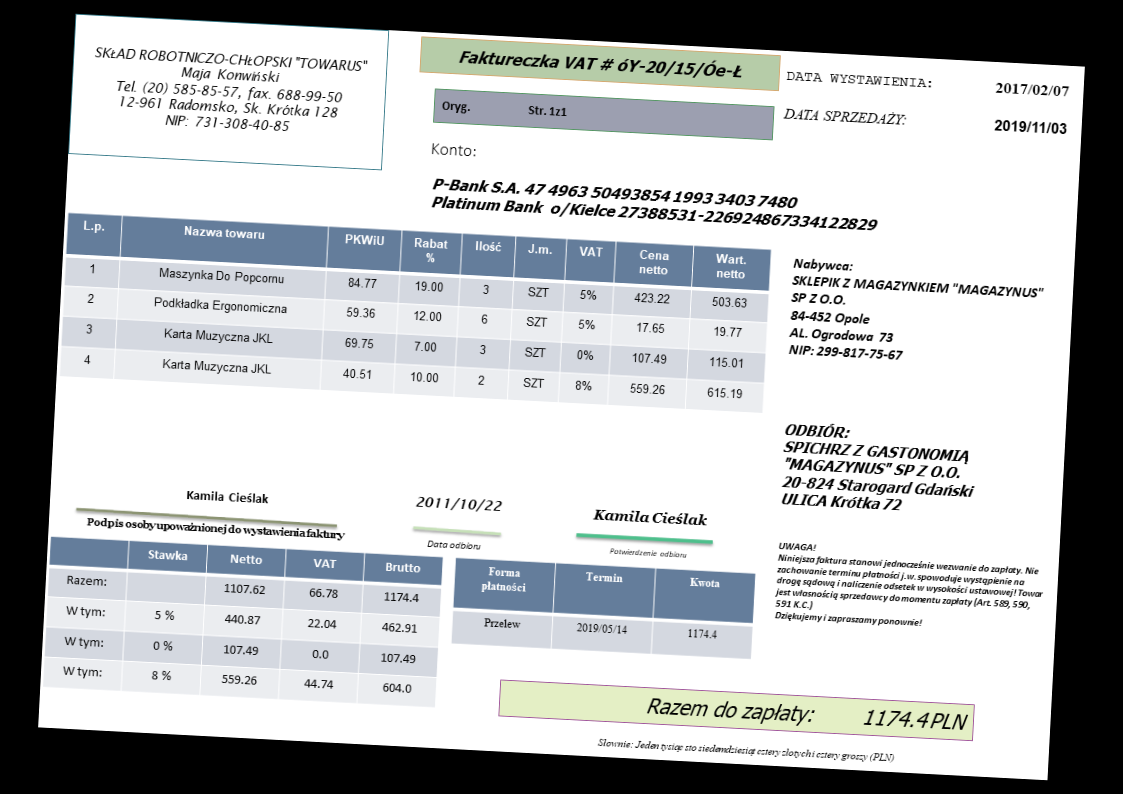 SKŁAD ROBOTNICZO-CHŁOPSKI "TOWARUS"
Maja Konwiński
Tel. (20) 585-85-57, fax. 688-99-50
12-961 Radomsko, Sk. Krótka 128
NIP: 731-308-40-85
Faktureczka VAT # óY-20/15/Óe-Ł
Oryg. Str. 1z1
DATA WYSTAWIENIA: 2017/02/07
DATA SPRZEDAŻY: 2019/11/03
Konto:
P-Bank S.A. 47 4963 50493854 1993 3403 7480
Platinum Bank o/Kielce 27388531-226924867334122829
L.p. Nazwa towaru PKWiU Rabat % Ilość J.m. VAT Cena netto Wart. netto
1 Maszynka Do Popcornu 84.77 19.00 3 SZT 5% 423.22 503.63
2 Podkładka Ergonomiczna 59.36 12.00 6 SZT 5% 17.65 19.77
3 Karta Muzyczna JKL 69.75 7.00 3 SZT 0% 107.49 115.01
4 Karta Muzyczna JKL 40.51 10.00 2 SZT 8% 559.26 615.19
Nabywca:
SKLEPIK Z MAGAZYNKIEM "MAGAZYNUS"
SP Z O.O.
84-452 Opole
AL. Ogrodowa 73
NIP: 299-817-75-67
ODBIÓR:
SPICHRZ Z GASTONOMIĄ
"MAGAZYNUS" SP Z O.O.
20-824 Starogard Gdański
ULICA Krótka 72
Kamila Cieślak
Podpis osoby upoważnionej do wystawienia faktury
2011/10/22
Data odbioru
Kamila Cieślak
Potwierdzenie odbioru
UWAGA!
Niniejsza faktura stanowi jednocześnie wezwanie do zapłaty. Nie
zachowanie terminu płatności j.w. spowoduje wystąpienie na
drogę sądową i naliczenie odsetek w wysokości ustawowej! Towar
jest własnością sprzedawcy do momentu zapłaty (Art. 589, 590,
591 K.C.)
Dziękujemy i zapraszamy ponownie!
Stawka Netto VAT Brutto
Razem: 1107.62 66.78 1174.4
W tym: 5 % 440.87 22.04 462.91
W tym: 0 % 107.49 0.0 107.49
W tym: 8 % 559.26 44.74 604.0
Forma płatności Termin Kwota
Przelew 2019/05/14 1174.4
Razem do zapłaty: 1174.4 PLN
Słownie: Jeden tysiąc sto siedemdziesiąt cztery złotych i cztery groszy (PLN)